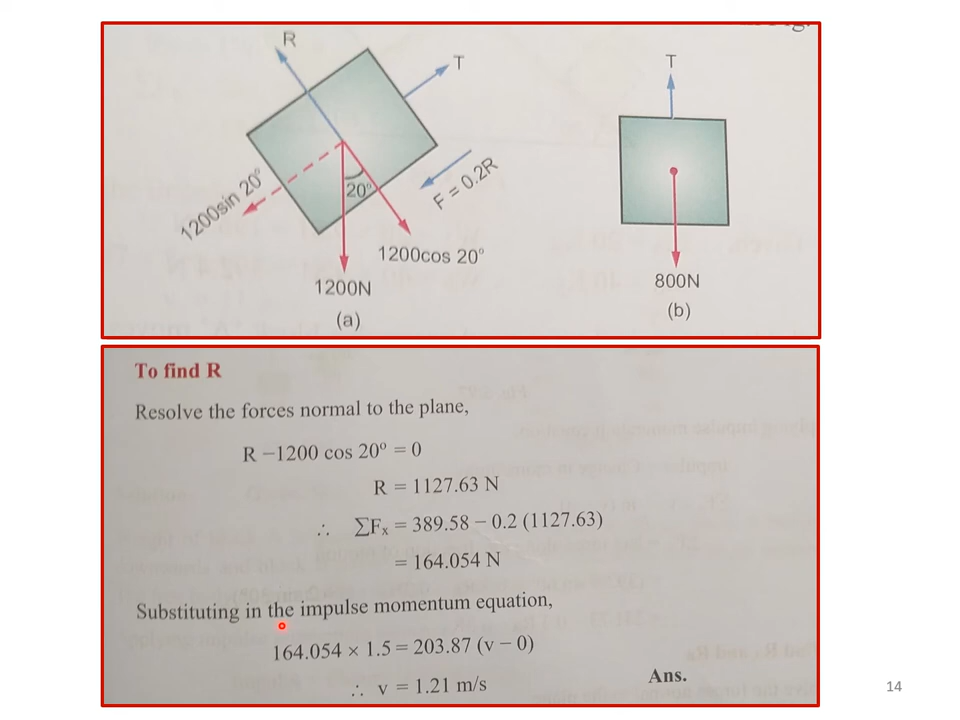 R
T
T
1200sin 20°
20°
F = 0.2R
1200cos 20°
1200N
800N
(a)
(b)
To find R
Resolve the forces normal to the plane,
R −1200 cos 20° = 0
R = 1127.63 N
∴ ∑Fx = 389.58 − 0.2 (1127.63)
= 164.054 N
Substituting in the impulse momentum equation,
164.054 × 1.5 = 203.87 (v − 0)
∴ v = 1.21 m/s
Ans.
14